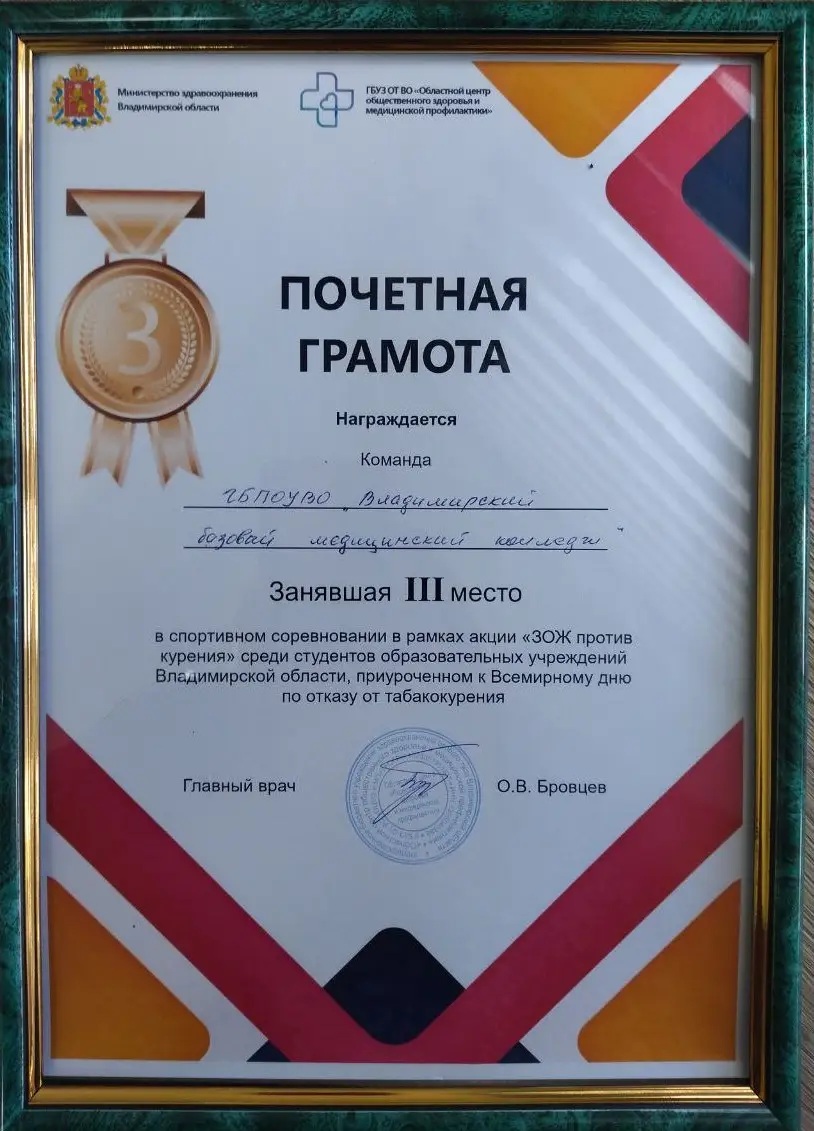 Министерство здравоохранения
Владимирской области
ГБУЗ ОТ ВО «Областной центр
общественного здоровья и
медицинской профилактики»
3
ПОЧЕТНАЯ
ГРАМОТА
Награждается
Команда
ГБПОУВО „Владимирский
базовый медицинский колледж“
Занявшая III место
в спортивном соревновании в рамках акции «ЗОЖ против
курения» среди студентов образовательных учреждений
Владимирской области, приуроченном к Всемирному дню
по отказу от табакокурения
Главный врач
О.В. Бровцев